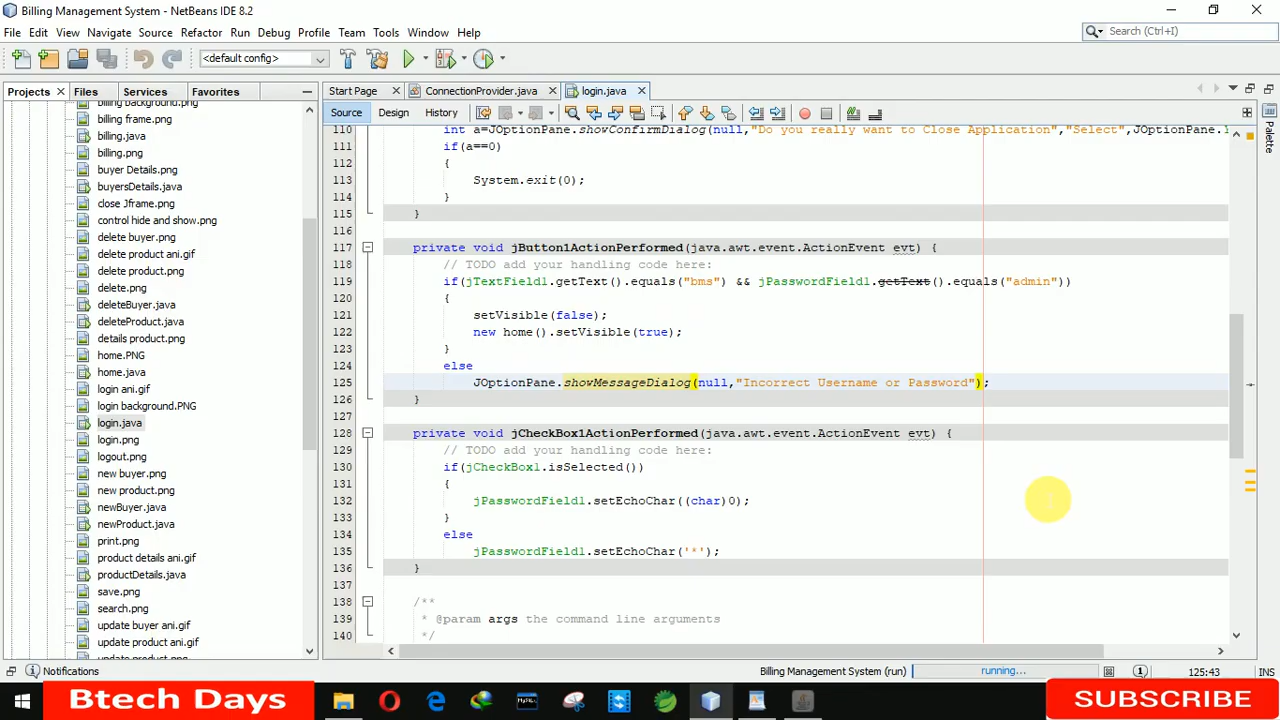 Billing Management System - NetBeans IDE 8.2
File Edit View Navigate Source Refactor Run Debug Profile Team Tools Window Help
Search (Ctrl+I)
<default config>
Projects Files Services Favorites
Start Page ConnectionProvider.java login.java
Source Design History
Palette
billing background.png
billing frame.png
billing.java
billing.png
buyer Details.png
buyersDetails.java
close Jframe.png
control hide and show.png
delete buyer.png
delete product ani.gif
delete product.png
delete.png
deleteBuyer.java
deleteProduct.java
details product.png
home.PNG
home.java
login ani.gif
login background.PNG
login.java
login.png
logout.png
new buyer.png
new product.png
newBuyer.java
newProduct.java
print.png
product details ani.gif
productDetails.java
save.png
search.png
update buyer ani.gif
update product ani.gif
update product.png
110 int a=JOptionPane.showConfirmDialog(null,"Do you really want to Close Application","Select",JOptionPane.
111 if(a==0)
112 {
113 System.exit(0);
114 }
115 }
116
117 private void jButton1ActionPerformed(java.awt.event.ActionEvent evt) {
118 // TODO add your handling code here:
119 if(jTextField1.getText().equals("bms") && jPasswordField1.getText().equals("admin"))
120 {
121 setVisible(false);
122 new home().setVisible(true);
123 }
124 else
125 JOptionPane.showMessageDialog(null,"Incorrect Username or Password");
126 }
127
128 private void jCheckBox1ActionPerformed(java.awt.event.ActionEvent evt) {
129 // TODO add your handling code here:
130 if(jCheckBox1.isSelected())
131 {
132 jPasswordField1.setEchoChar((char)0);
133 }
134 else
135 jPasswordField1.setEchoChar('*');
136 }
137
138 /**
139 * @param args the command line arguments
140 */
Notifications
Billing Management System (run) running... 1 125:43 INS
Btech Days
SUBSCRIBE